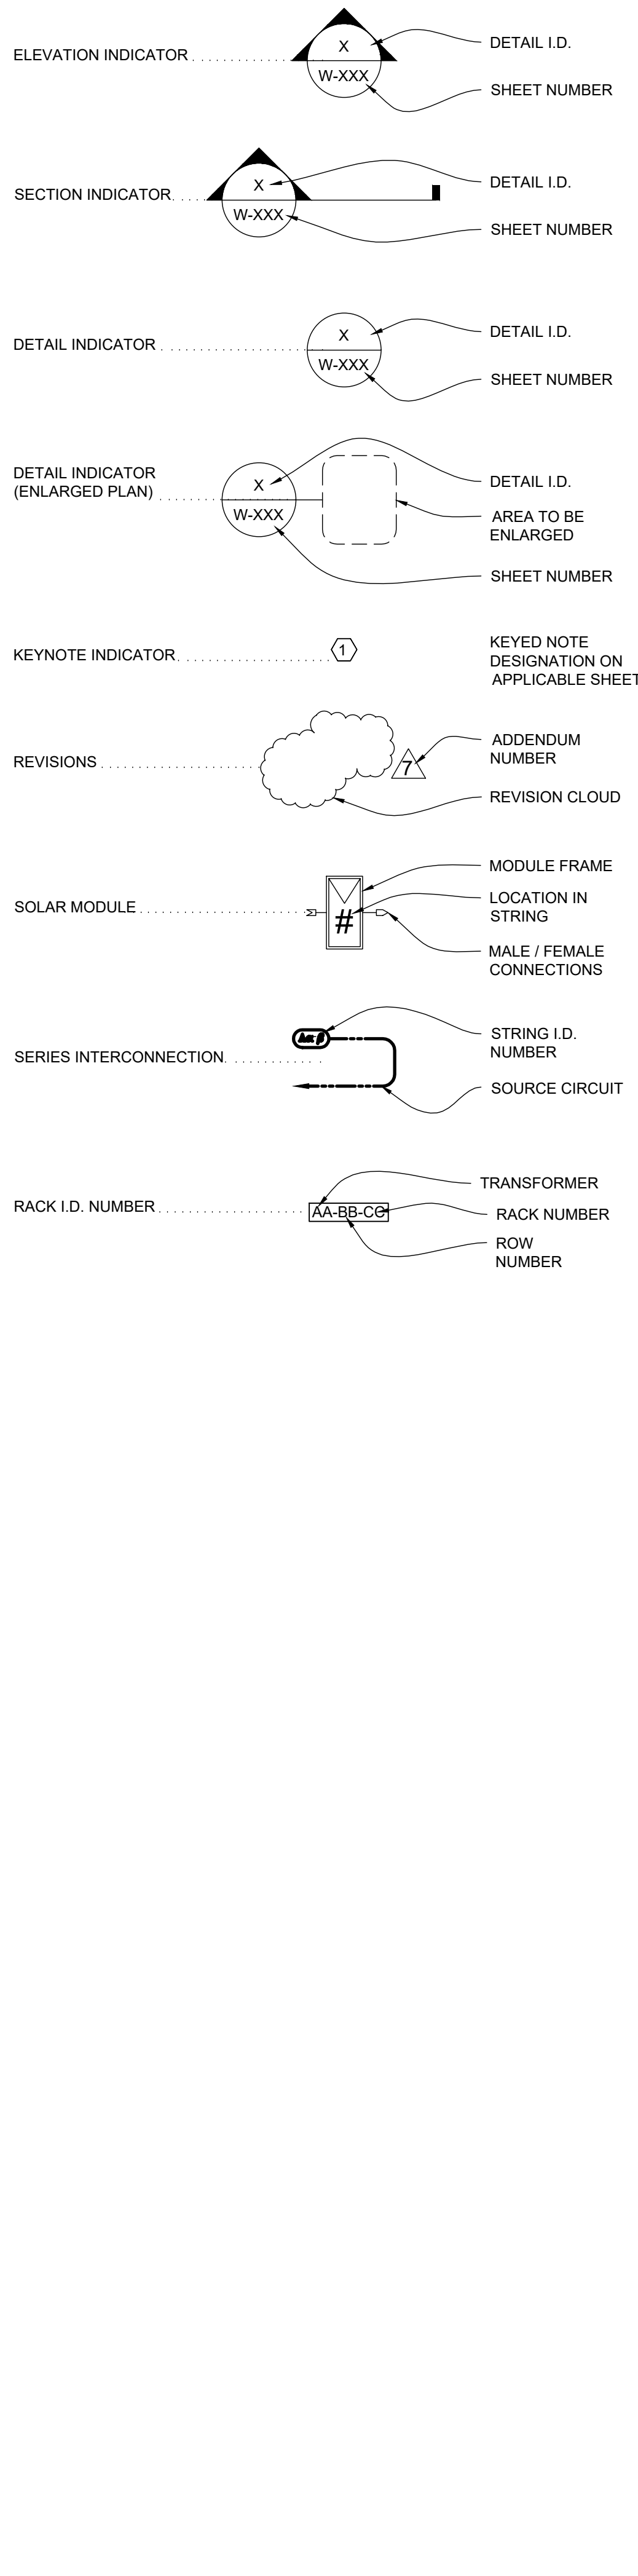 ELEVATION INDICATOR
X
W-XXX
DETAIL I.D.
SHEET NUMBER
SECTION INDICATOR
X
W-XXX
DETAIL I.D.
SHEET NUMBER
DETAIL INDICATOR
X
W-XXX
DETAIL I.D.
SHEET NUMBER
DETAIL INDICATOR
(ENLARGED PLAN)
X
W-XXX
DETAIL I.D.
AREA TO BE
ENLARGED
SHEET NUMBER
KEYNOTE INDICATOR
1
KEYED NOTE
DESIGNATION ON
APPLICABLE SHEET
REVISIONS
7
ADDENDUM
NUMBER
REVISION CLOUD
SOLAR MODULE
#
MODULE FRAME
LOCATION IN
STRING
MALE / FEMALE
CONNECTIONS
SERIES INTERCONNECTION
STRING I.D.
NUMBER
SOURCE CIRCUIT
RACK I.D. NUMBER
AA-BB-CC
TRANSFORMER
RACK NUMBER
ROW
NUMBER